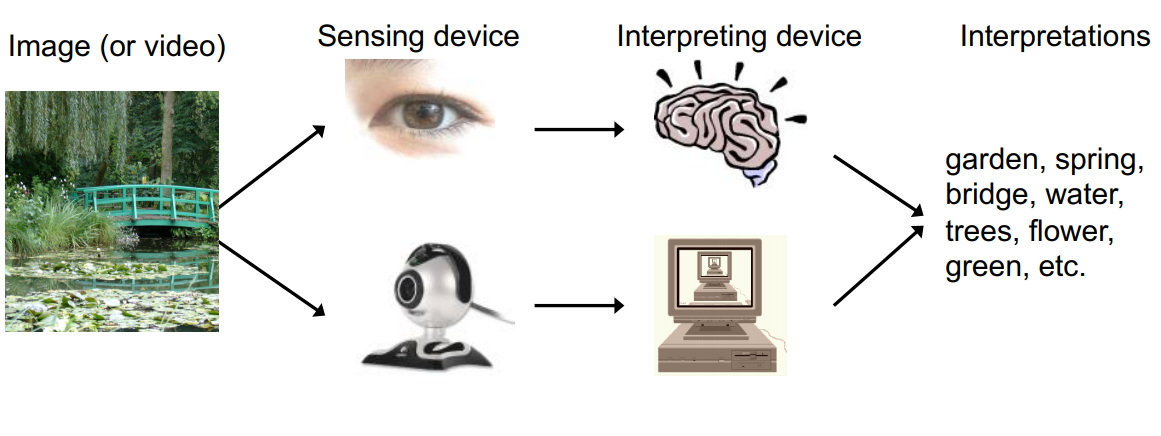 Image (or video)
Sensing device
Interpreting device
Interpretations
garden, spring,
bridge, water,
trees, flower,
green, etc.